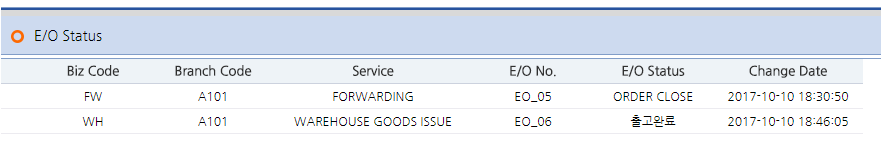 E/O Status
Biz Code Branch Code Service E/O No. E/O Status Change Date
FW A101 FORWARDING EO_05 ORDER CLOSE 2017-10-10 18:30:50
WH A101 WAREHOUSE GOODS ISSUE EO_06 출고완료 2017-10-10 18:46:05